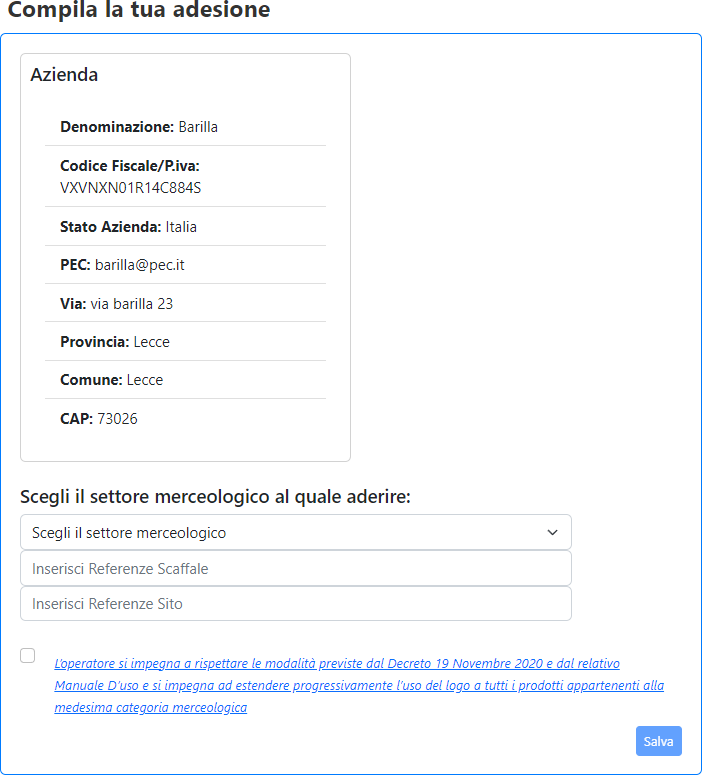 Compila la tua adesione
Azienda
Denominazione: Barilla
Codice Fiscale/P.iva:
VXVNXN01R14C884S
Stato Azienda: Italia
PEC: barilla@pec.it
Via: via barilla 23
Provincia: Lecce
Comune: Lecce
CAP: 73026
Scegli il settore merceologico al quale aderire:
Scegli il settore merceologico
Inserisci Referenze Scaffale
Inserisci Referenze Sito
L'operatore si impegna a rispettare le modalità previste dal Decreto 19 Novembre 2020 e dal relativo
Manuale D'uso e si impegna ad estendere progressivamente l'uso del logo a tutti i prodotti appartenenti alla
medesima categoria merceologica
Salva